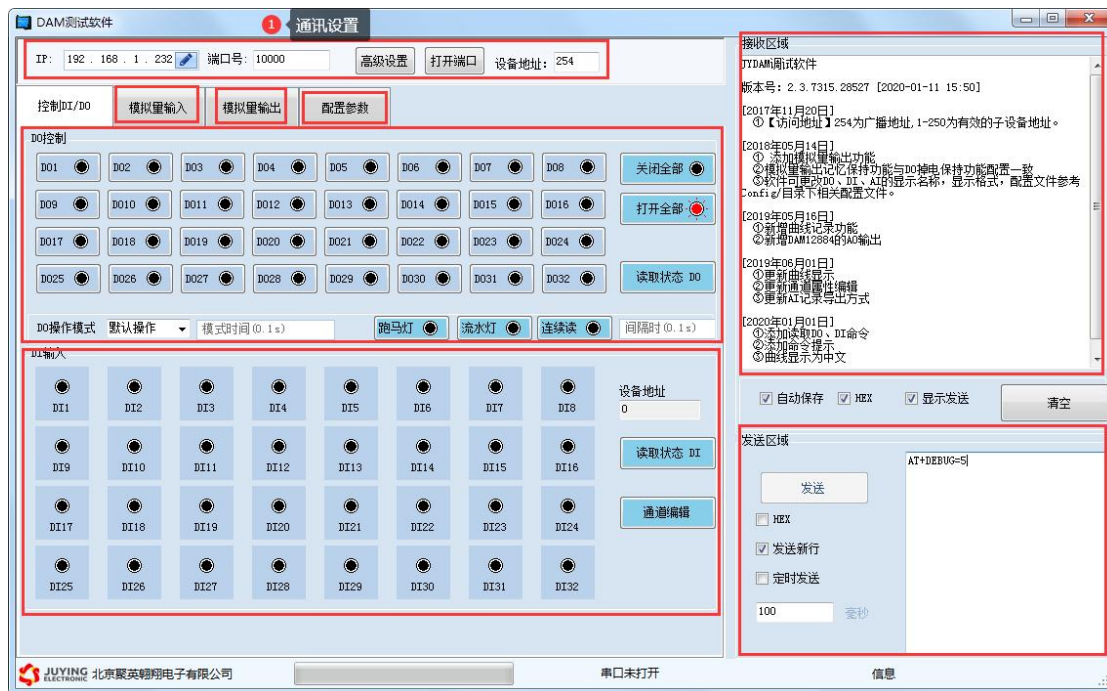 DAM测试软件
1 通讯设置
IP: 192 . 168 . 1 . 232 端口号: 10000 高级设置 打开端口 设备地址: 254
控制DI/DO 模拟量输入 模拟量输出 配置参数
DO控制
DO1 DO2 DO3 DO4 DO5 DO6 DO7 DO8 关闭全部
DO9 DO10 DO11 DO12 DO13 DO14 DO15 DO16 打开全部
DO17 DO18 DO19 DO20 DO21 DO22 DO23 DO24
DO25 DO26 DO27 DO28 DO29 DO30 DO31 DO32 读取状态 DO
DO操作模式 默认操作 模式时间(0.1s) 跑马灯 流水灯 连续读 间隔时(0.1s)
DI输入
DI1 DI2 DI3 DI4 DI5 DI6 DI7 DI8
设备地址
0
DI9 DI10 DI11 DI12 DI13 DI14 DI15 DI16
读取状态 DI
DI17 DI18 DI19 DI20 DI21 DI22 DI23 DI24
通道编辑
DI25 DI26 DI27 DI28 DI29 DI30 DI31 DI32
接收区域
JYDAM调试软件
版本号: 2.3.7315.28527 [2020-01-11 15:50]
[2017年11月20日]
①【访问地址】254为广播地址,1-250为有效的子设备地址。
[2018年05月14日]
① 添加模拟量输出功能
②模拟量输出记忆保持功能与DO掉电保持功能配置一致
③软件可更改DO、DI、AI的显示名称，显示格式，配置文件参考
Config/目录下相关配置文件。
[2019年05月16日]
①新增曲线记录功能
②新增DAM12884的AO输出
[2019年06月01日]
①更新曲线显示
②更新通道属性编辑
③更新AI记录导出方式
[2020年01月01日]
①添加读取DO、DI命令
②添加命令提示
③曲线显示为中文
自动保存 HEX 显示发送 清空
发送区域
AT+DEBUG=5
发送
HEX
发送新行
定时发送
100 毫秒
JUYING ELECTRONIC 北京聚英翱翔电子有限公司 串口未打开 信息